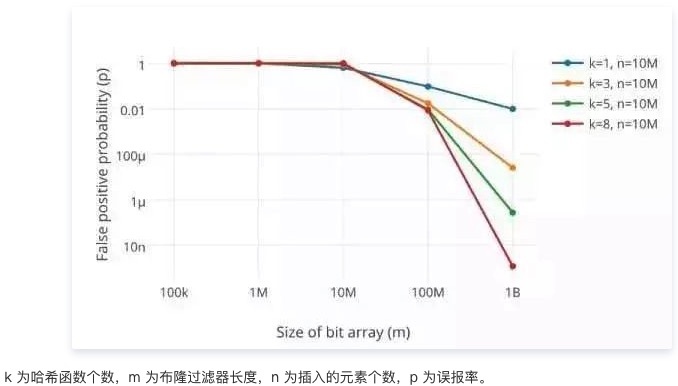 1
0.01
100μ
1μ
10n
False positive probability (p)
100k 1M 10M 100M 1B
Size of bit array (m)
k=1, n=10M
k=3, n=10M
k=5, n=10M
k=8, n=10M
k 为哈希函数个数，m 为布隆过滤器长度，n 为插入的元素个数，p 为误报率。